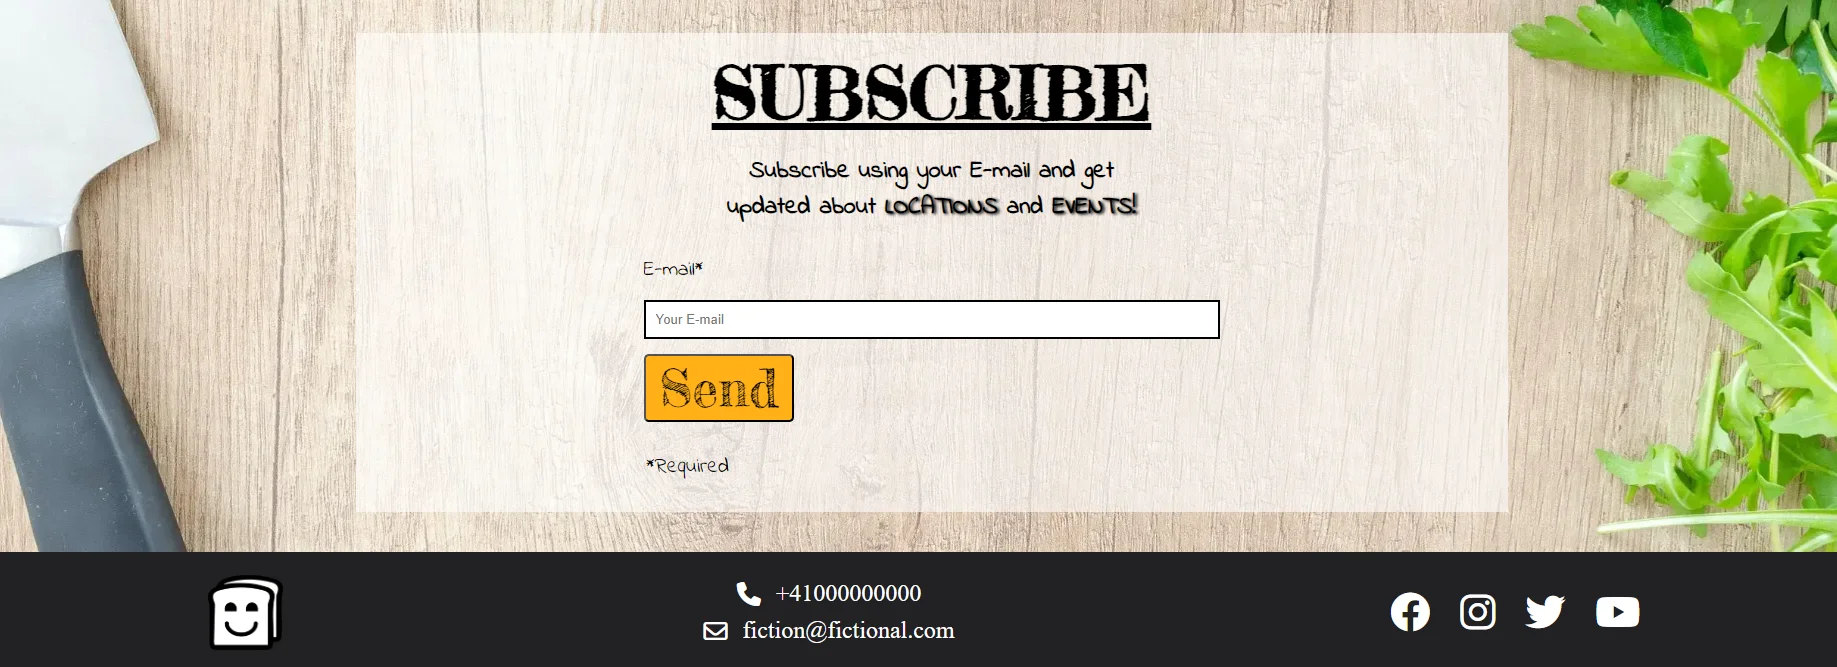 SUBSCRIBE
Subscribe using your E-mail and get
updated about LOCATIONS and EVENTS!
E-mail*
Your E-mail
Send
*Required
+41000000000
fiction@fictional.com